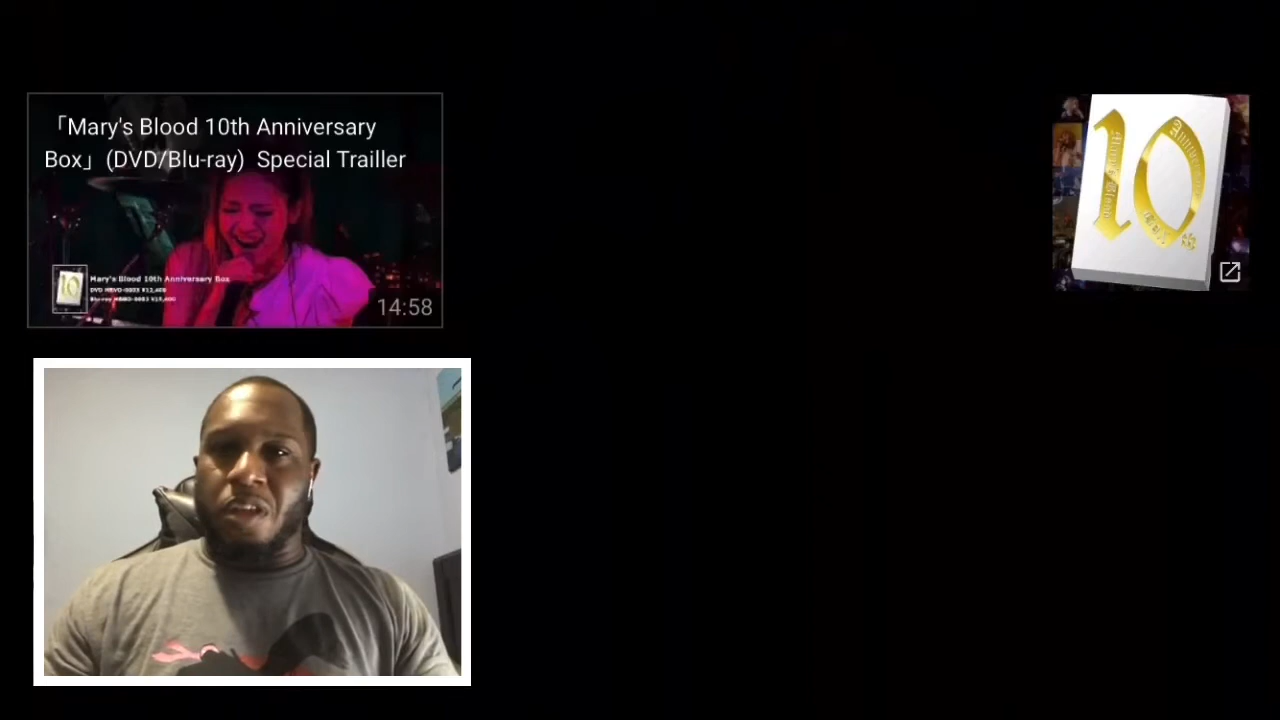 「Mary's Blood 10th Anniversary
Box」(DVD/Blu-ray) Special Trailler
Mary's Blood 10th Anniversary Box
14:58
10